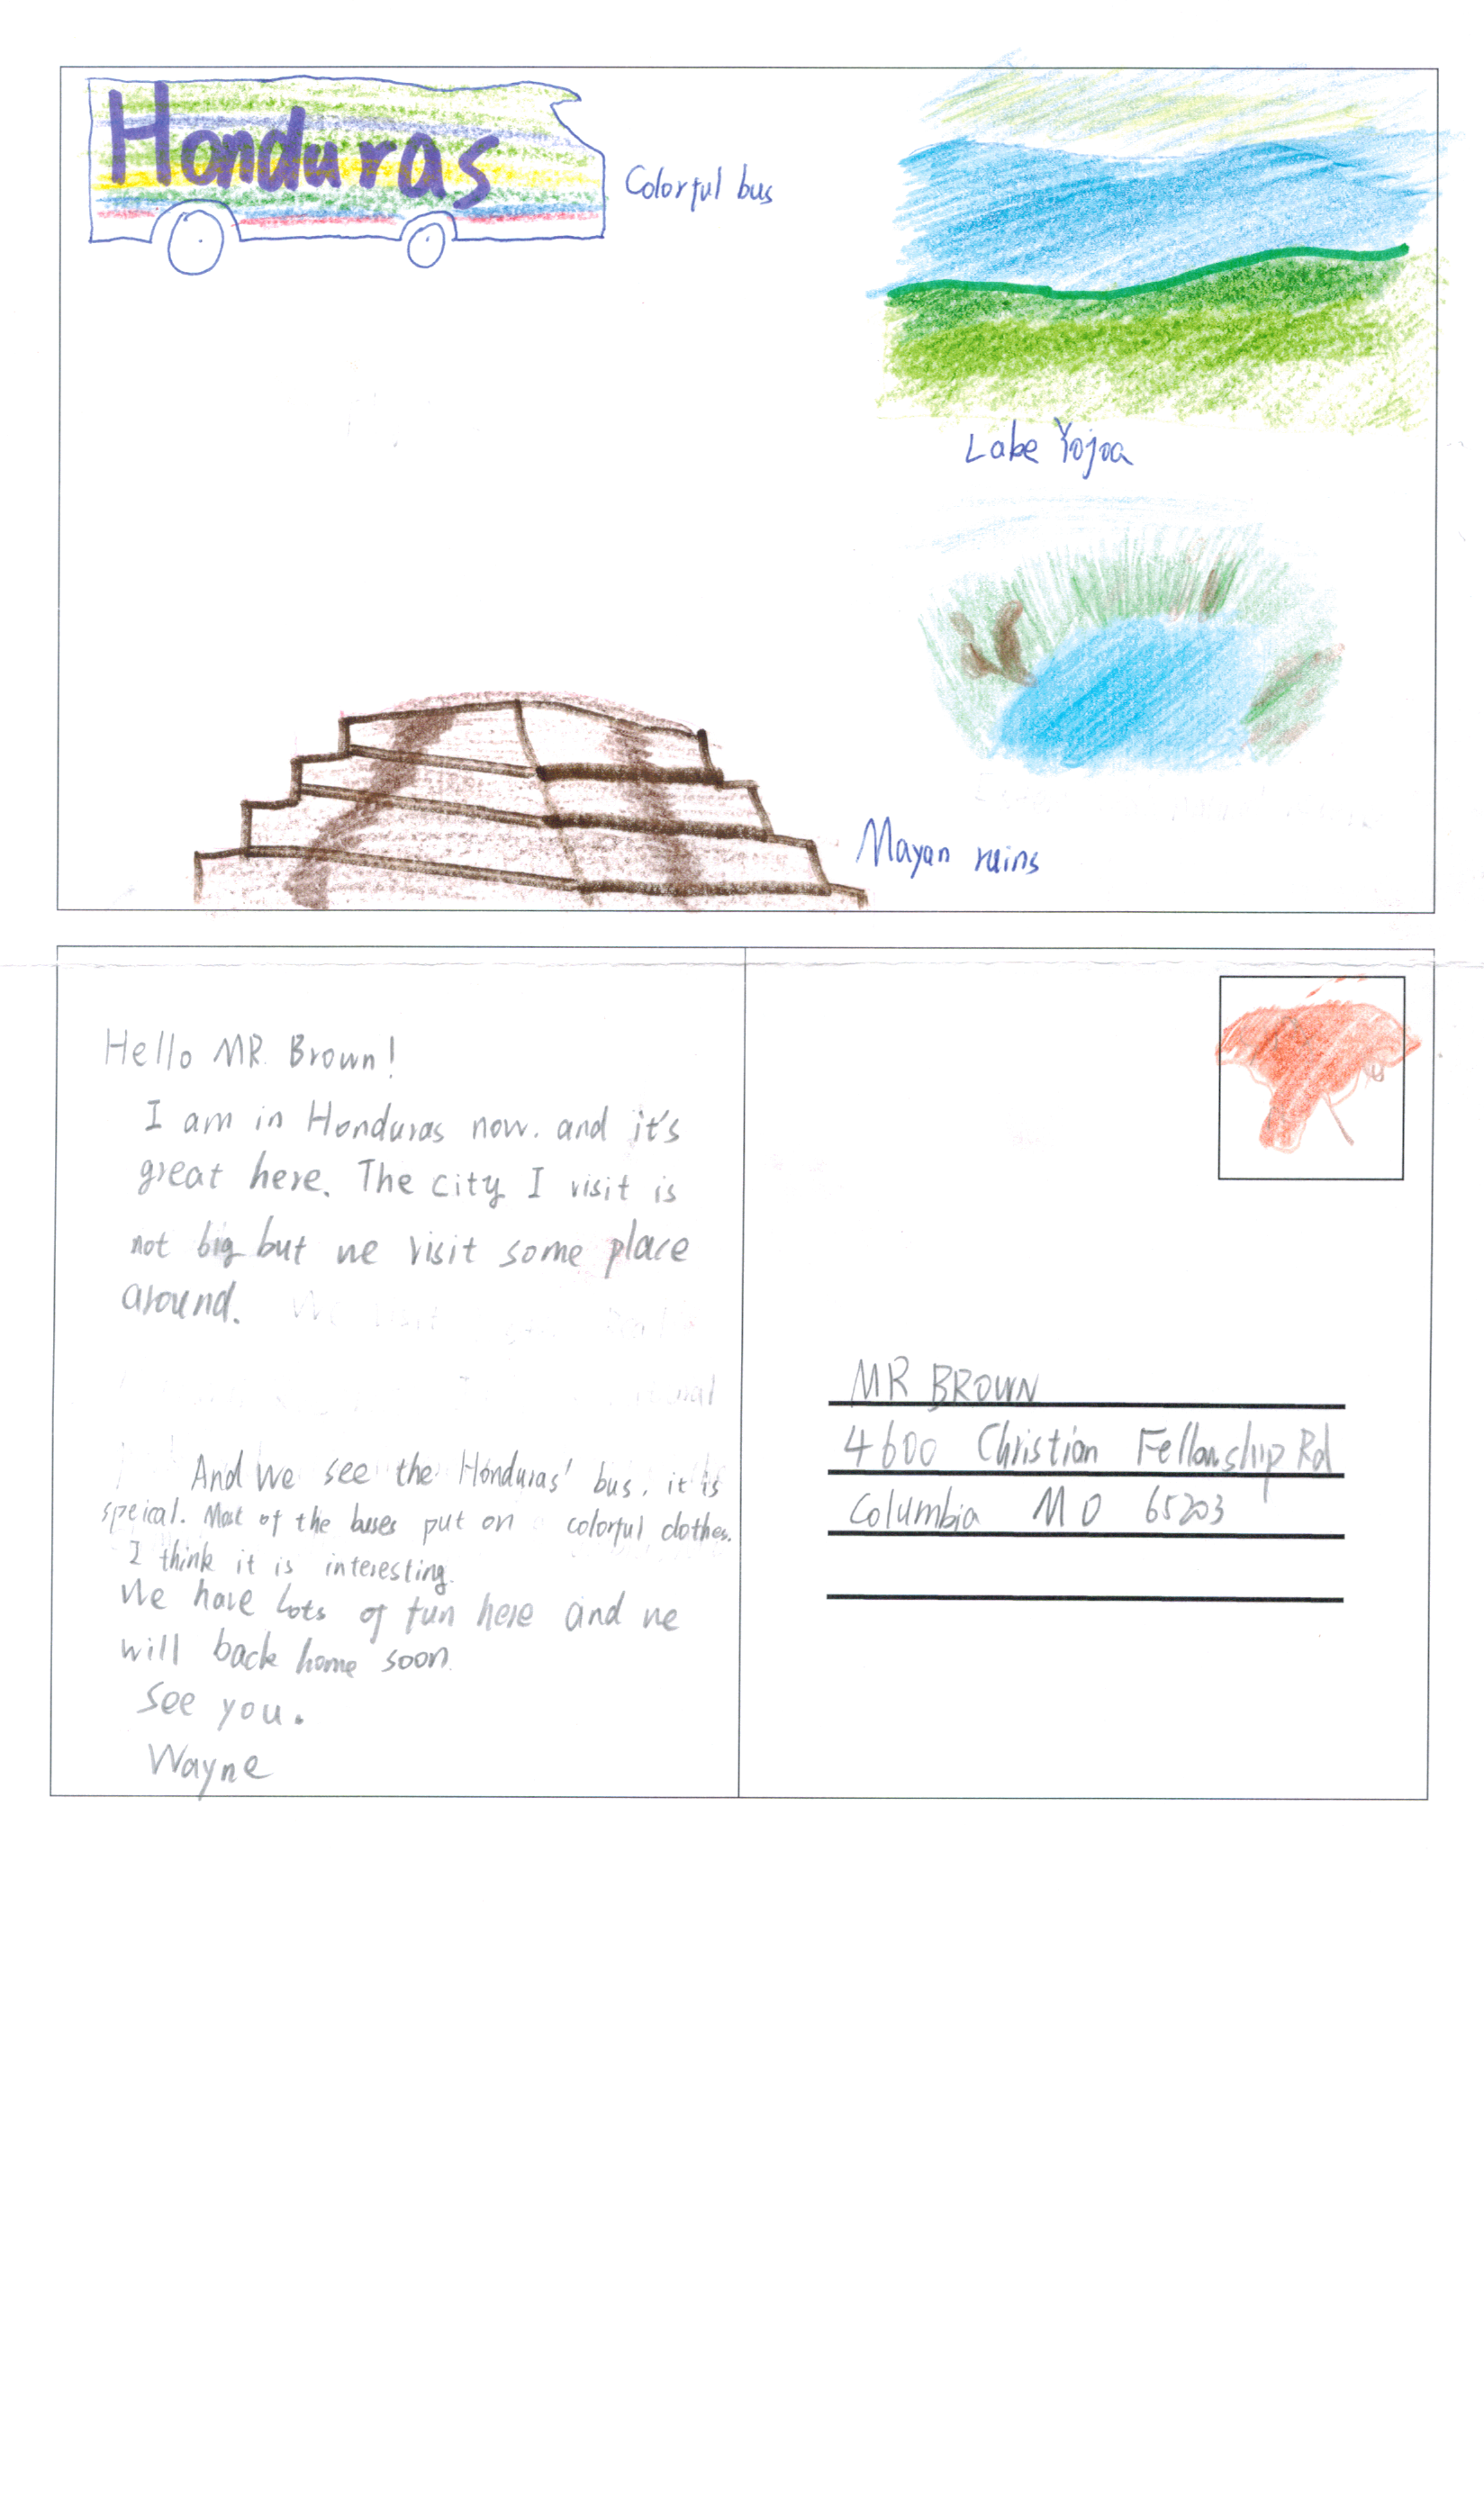 Honduras
Colorful bus
Lake Yojoa
Mayan ruins
Hello MR. Brown!
I am in Honduras now. and it's
great here. The city I visit is
not big but we visit some place
around.
And We see the Honduras' bus, it is
speical. Most of the buses put on colorful clothes.
I think it is interesting.
We have lots of fun here and we
will back home soon.
See you.
Wayne
MR BROWN
4600 Christian Fellowship Rd
Columbia MO 65203